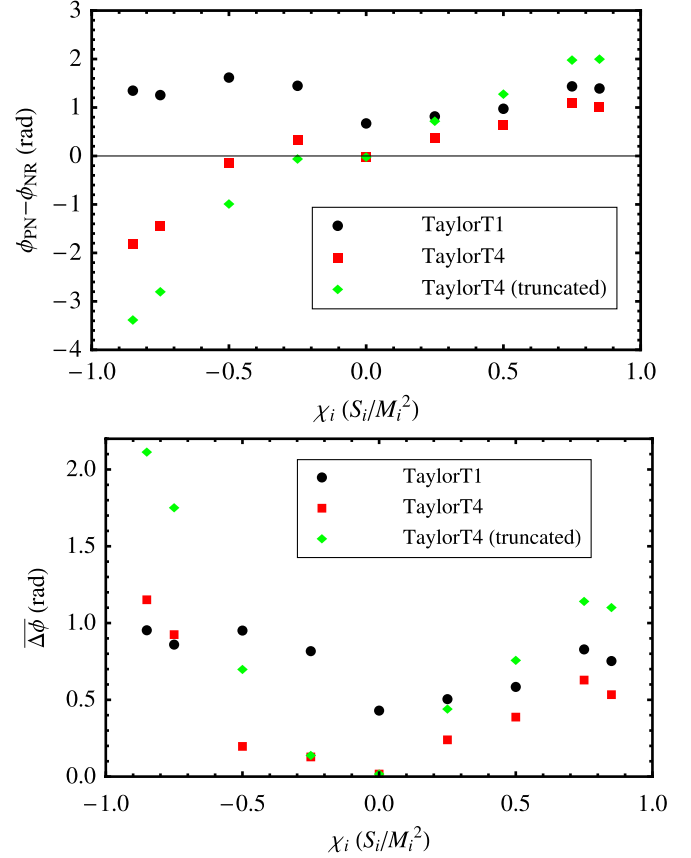 2
1
0
−1
−2
−3
−4
ϕPN−ϕNR (rad)
TaylorT1
TaylorT4
TaylorT4 (truncated)
−1.0 −0.5 0.0 0.5 1.0
χi (Si/Mi²)
2.0
1.5
1.0
0.5
0.0
Δϕ (rad)
TaylorT1
TaylorT4
TaylorT4 (truncated)
−1.0 −0.5 0.0 0.5 1.0
χi (Si/Mi²)